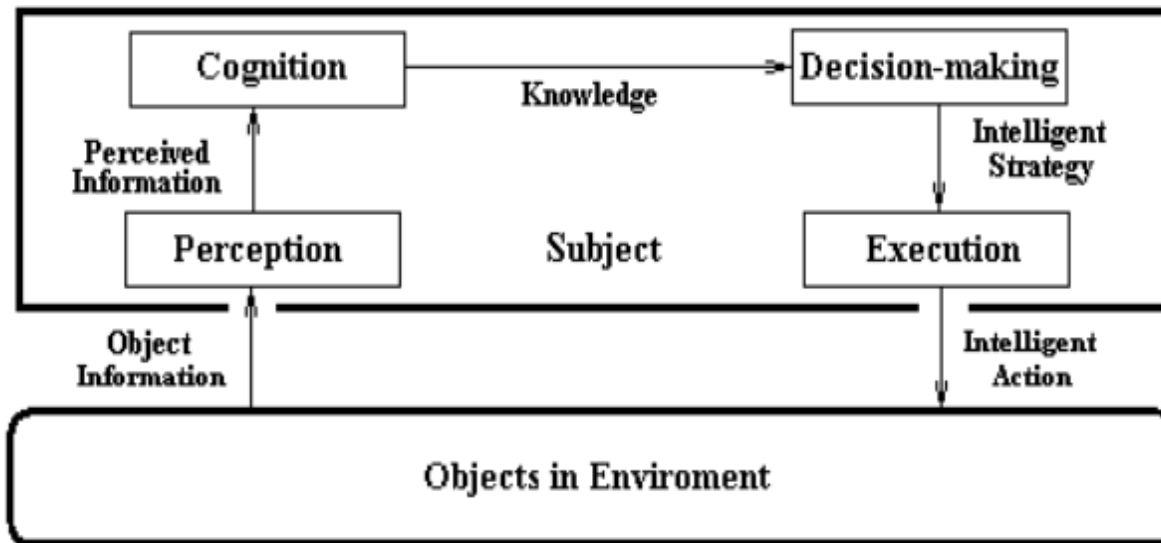 Cognition
Decision-making
Knowledge
Perceived
Information
Intelligent
Strategy
Perception
Subject
Execution
Object
Information
Intelligent
Action
Objects in Enviroment